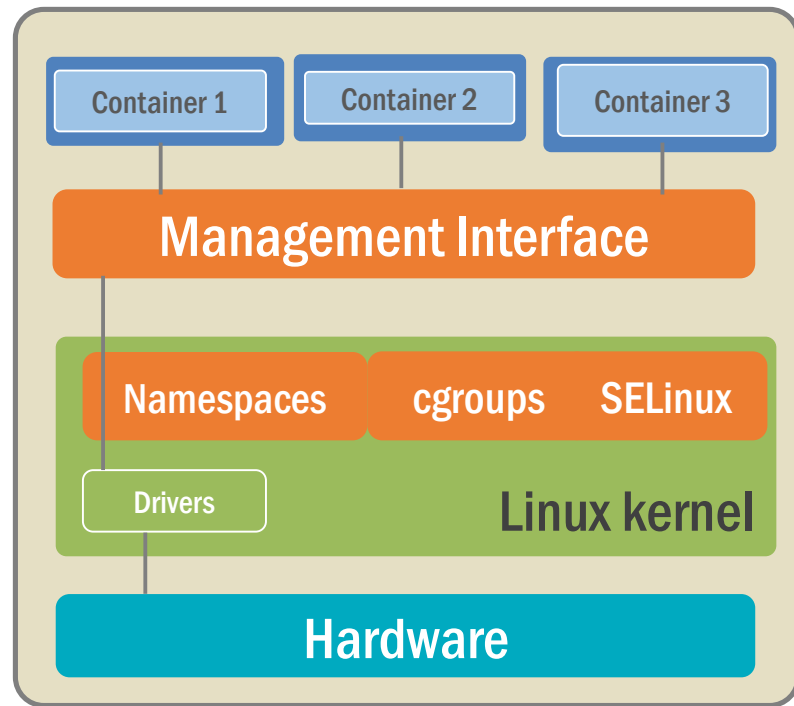 Container 1
Container 2
Container 3
Management Interface
Namespaces
cgroups
SELinux
Drivers
Linux kernel
Hardware